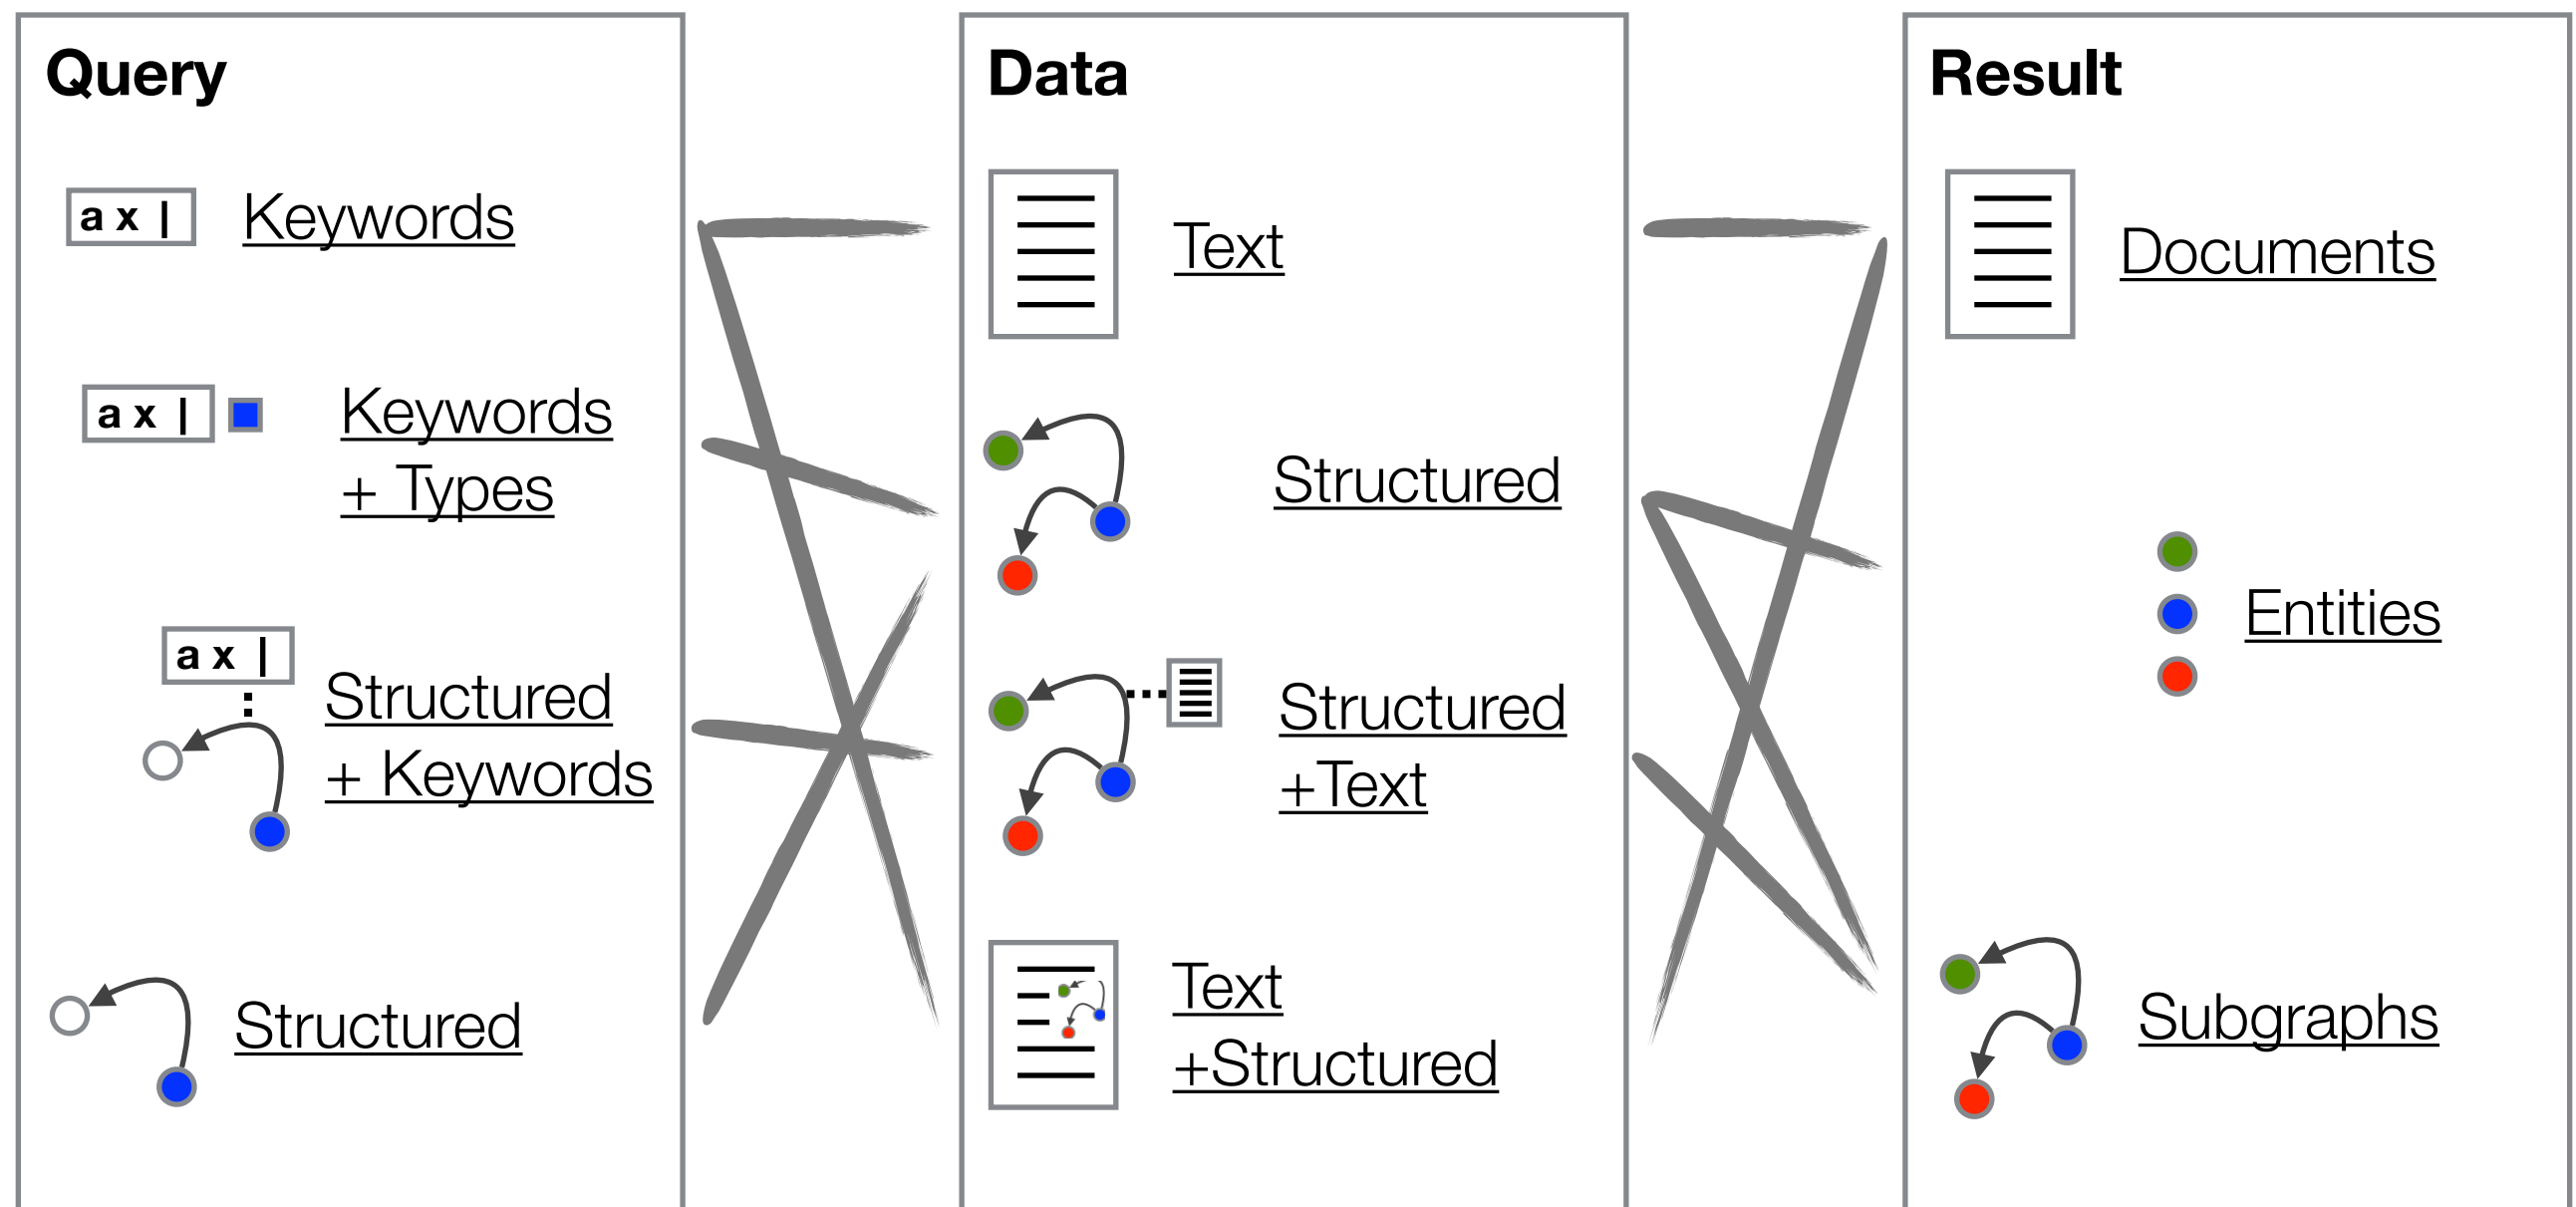 Query
a x |
Keywords
a x |
Keywords
+ Types
a x |
Structured
+ Keywords
Structured
Data
Text
Structured
Structured
+Text
Text
+Structured
Result
Documents
Entities
Subgraphs